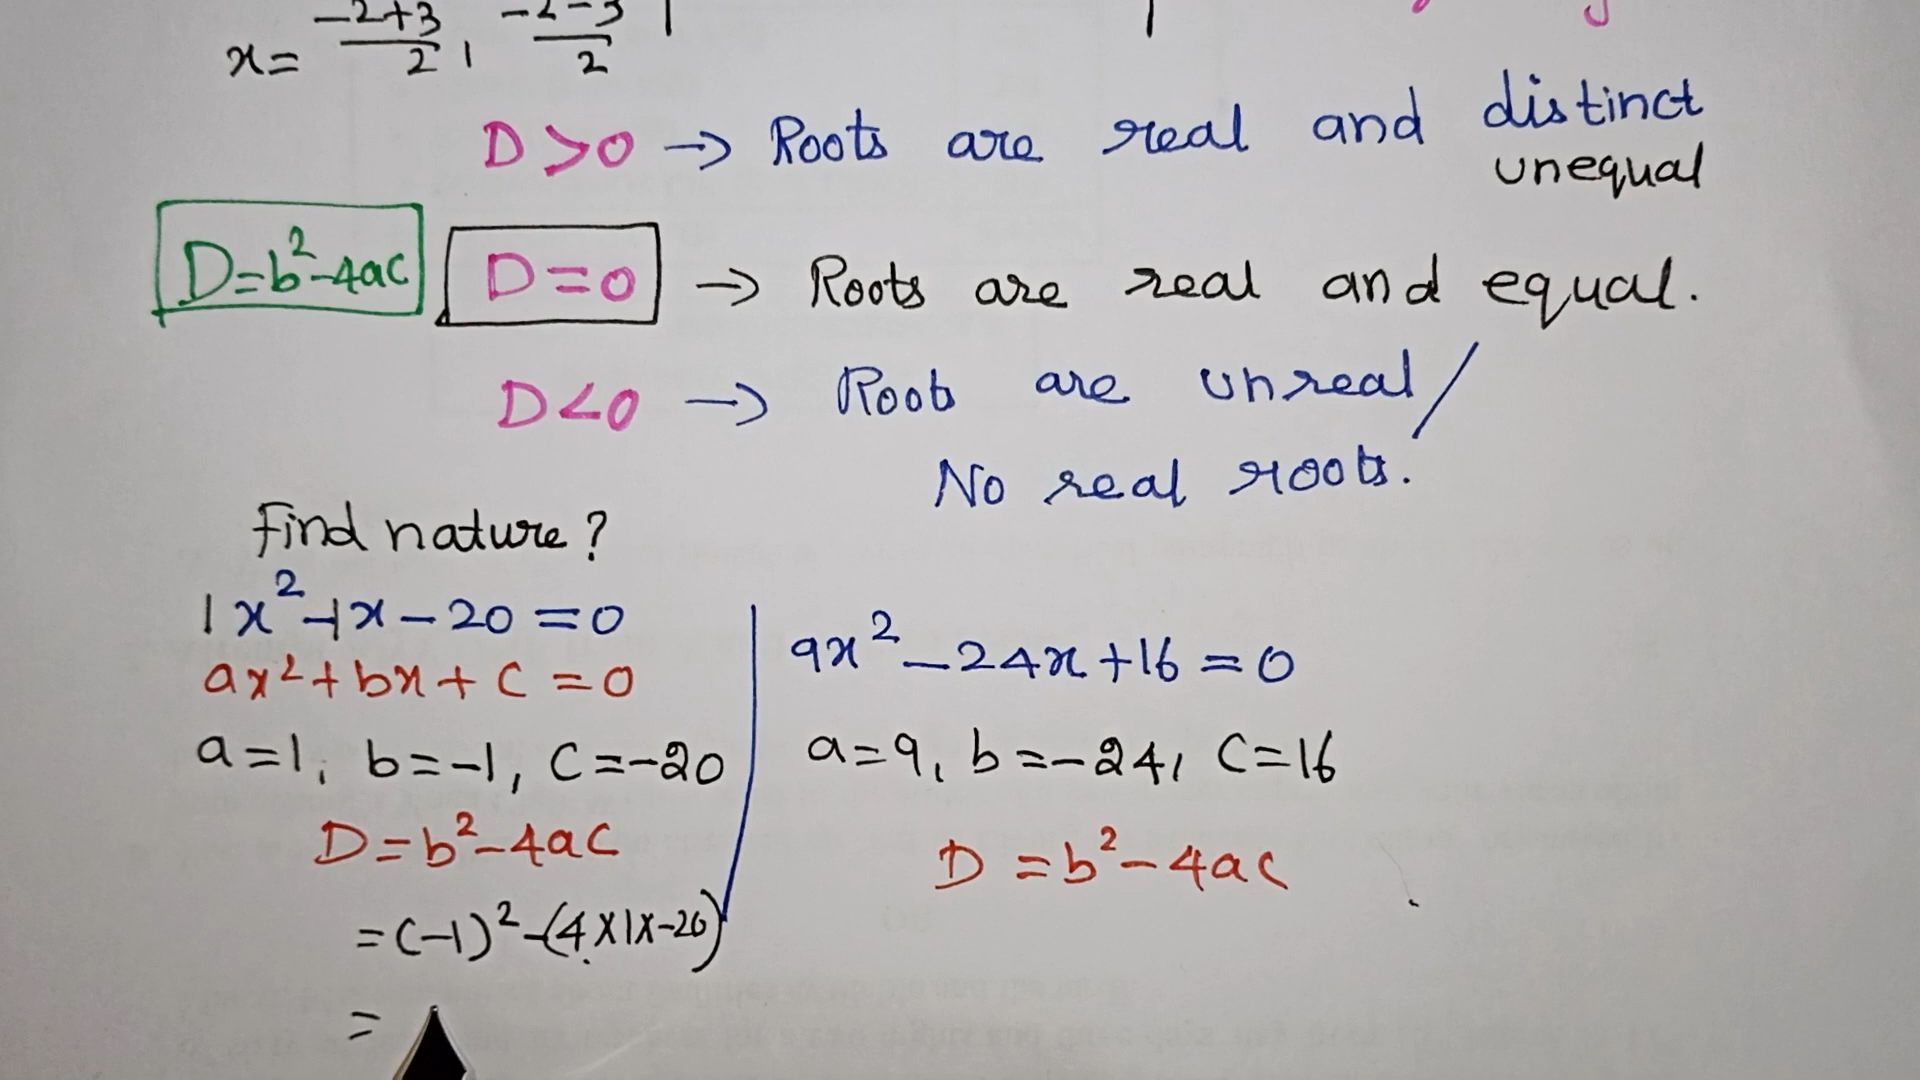 x= -2+3/2, -2-3/2
D>0 → Roots are real and distinct
unequal
D=b²-4ac D=0 → Roots are real and equal.
D<0 → Roots are unreal/
No real roots.
Find nature?
1x²-1x-20=0
ax²+bx+c=0
a=1, b=-1, c=-20
D=b²-4ac
=(-1)²-(4×1×-20)
=
9x²-24x+16=0
a=9, b=-24, c=16
D=b²-4ac